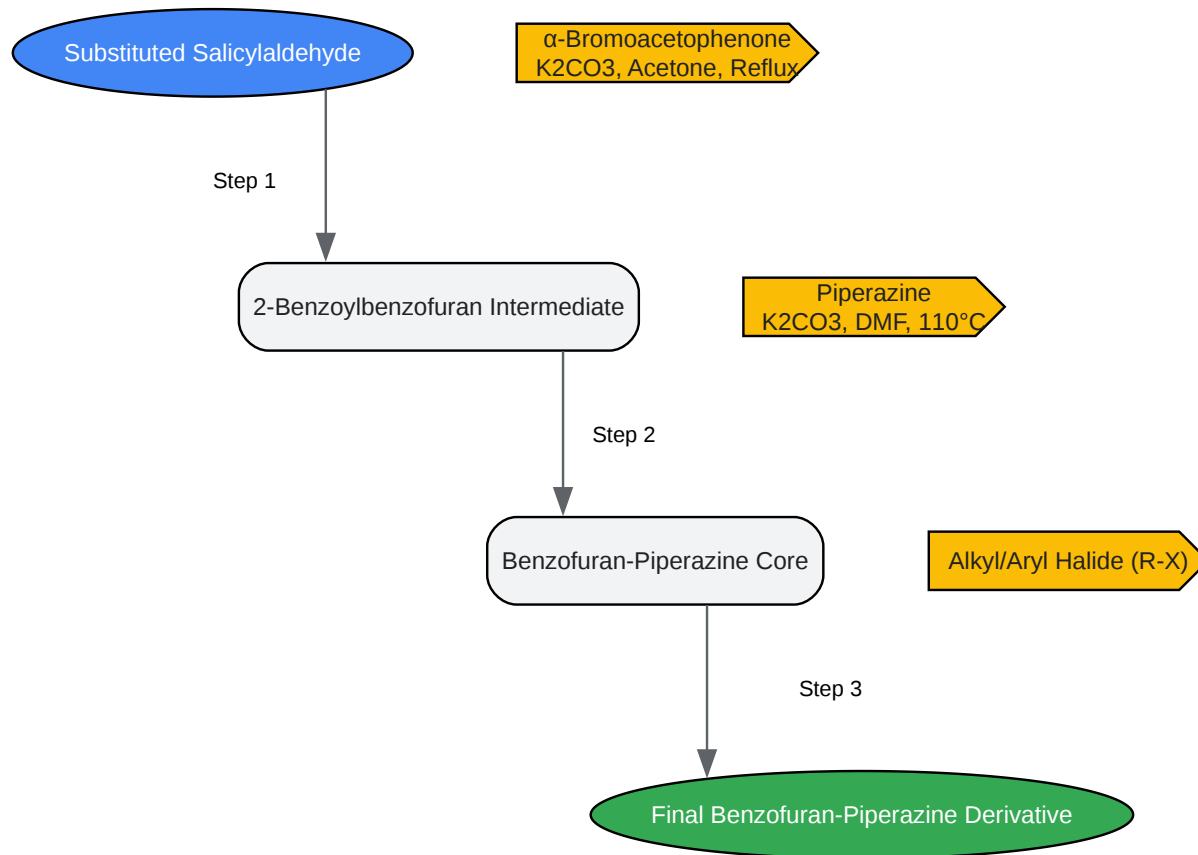 Substituted Salicylaldehyde
α-Bromoacetophenone
K2CO3, Acetone, Reflux
Step 1
2-Benzoylbenzofuran Intermediate
Piperazine
K2CO3, DMF, 110°C
Step 2
Benzofuran-Piperazine Core
Alkyl/Aryl Halide (R-X)
Step 3
Final Benzofuran-Piperazine Derivative